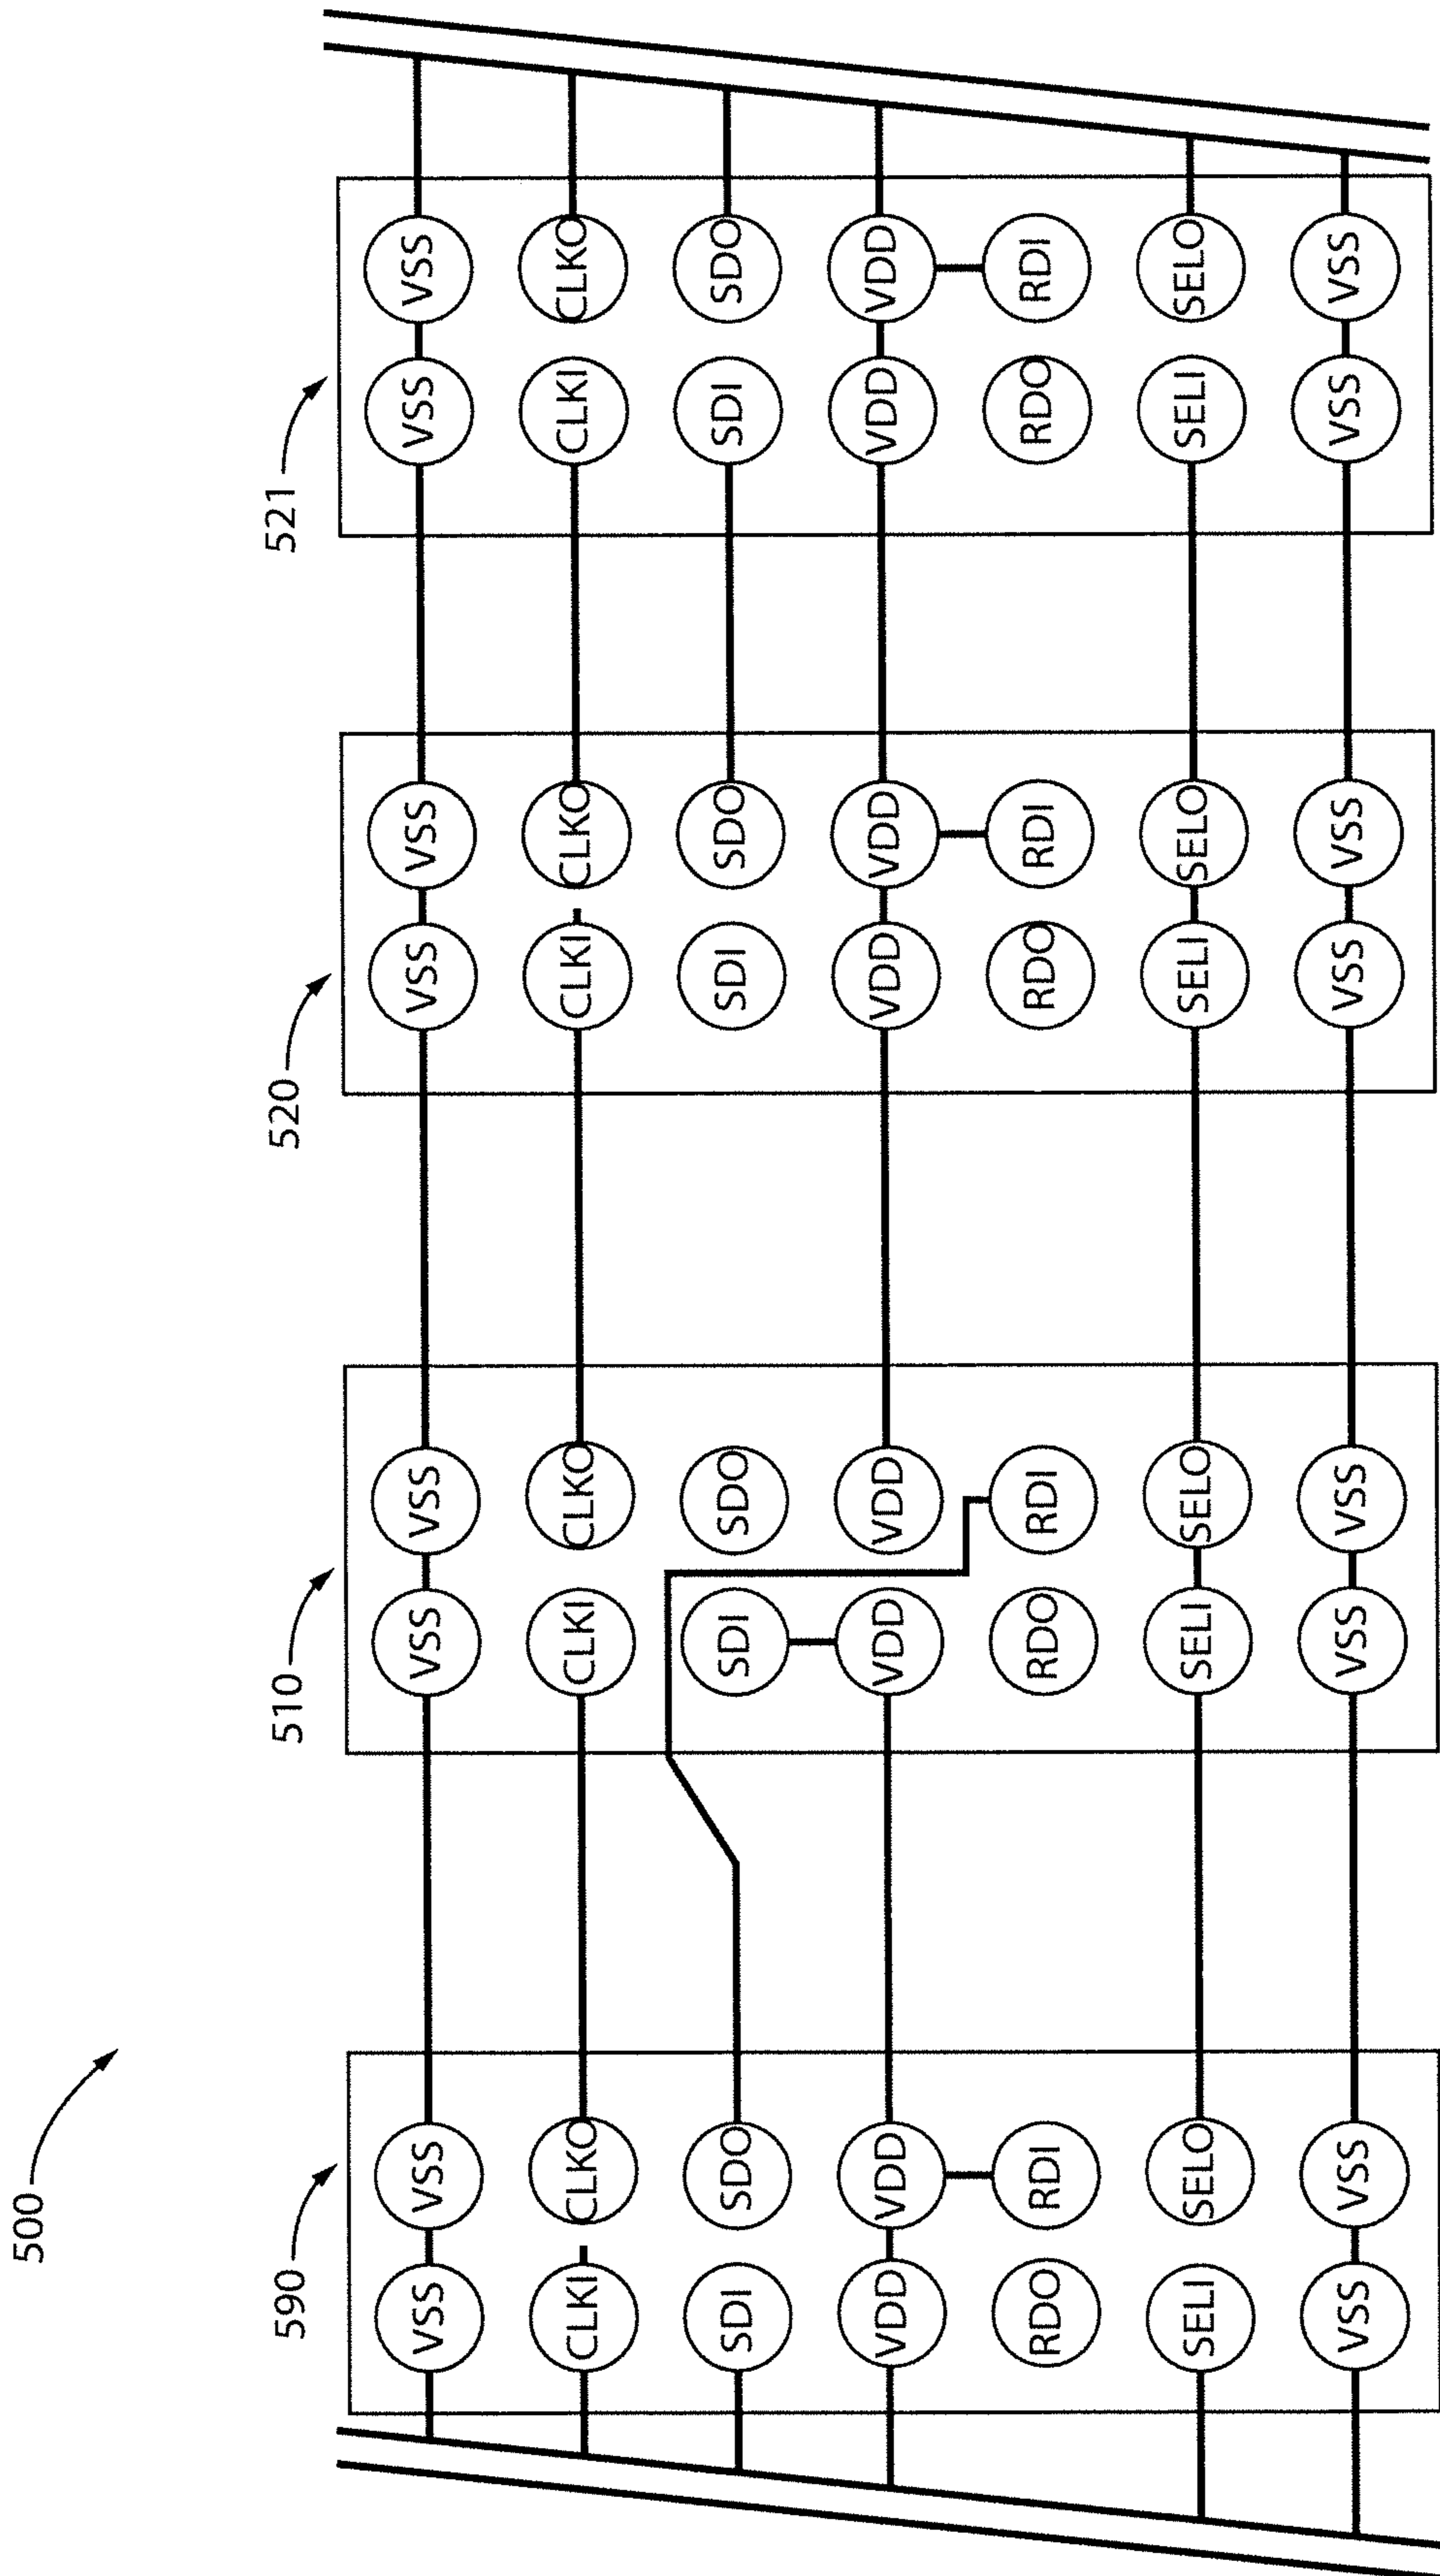 500
590 510 520 521
VSS VSS VSS VSS VSS VSS VSS VSS
CLKI CLKO CLKI CLKO CLKI CLKO CLKI CLKO
SDI SDO SDI SDO SDI SDO SDI SDO
VDD VDD VDD VDD VDD VDD VDD VDD
RDO RDI RDO RDI RDO RDI RDO RDI
SELI SELO SELI SELO SELI SELO SELI SELO
VSS VSS VSS VSS VSS VSS VSS VSS